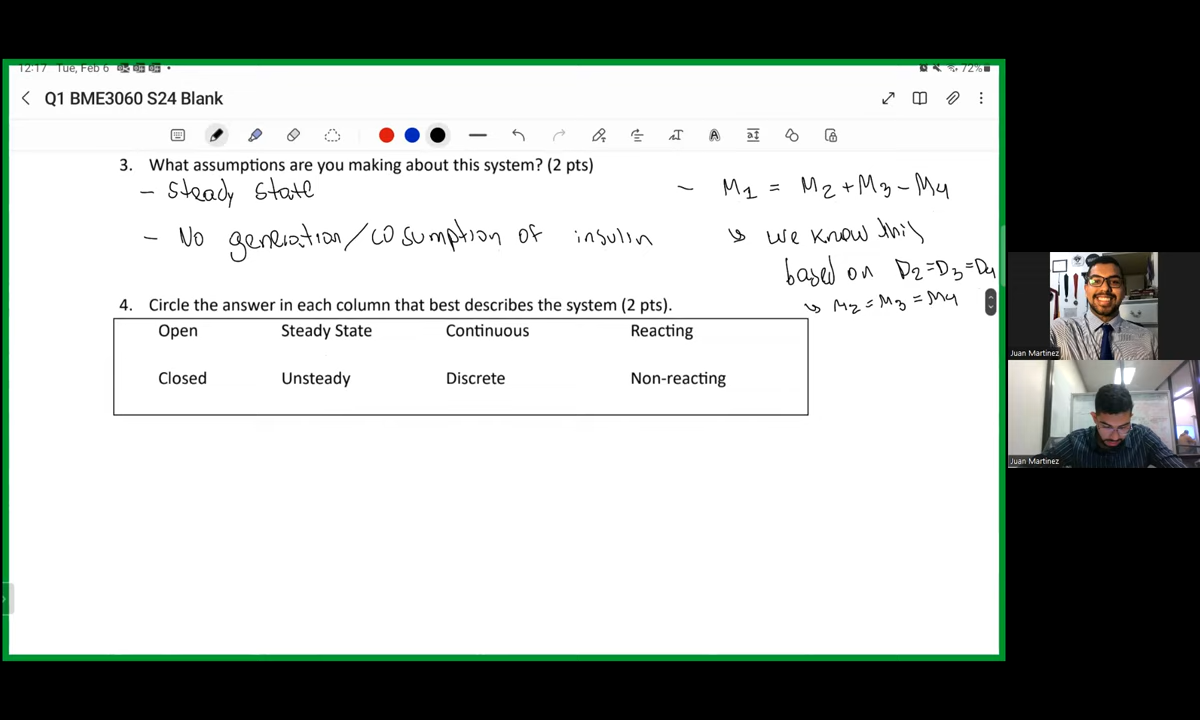 12:17 Tue, Feb 6
72%
Q1 BME3060 S24 Blank
3. What assumptions are you making about this system? (2 pts)
- Steady State
- No generation/cosumption of insulin
- M1 = M2 + M3 - M4
↳ we know this
based on D2=D3=D4
↳ M2=M3=M4
4. Circle the answer in each column that best describes the system (2 pts).
Open Steady State Continuous Reacting
Closed Unsteady Discrete Non-reacting
Juan Martinez
Juan Martinez